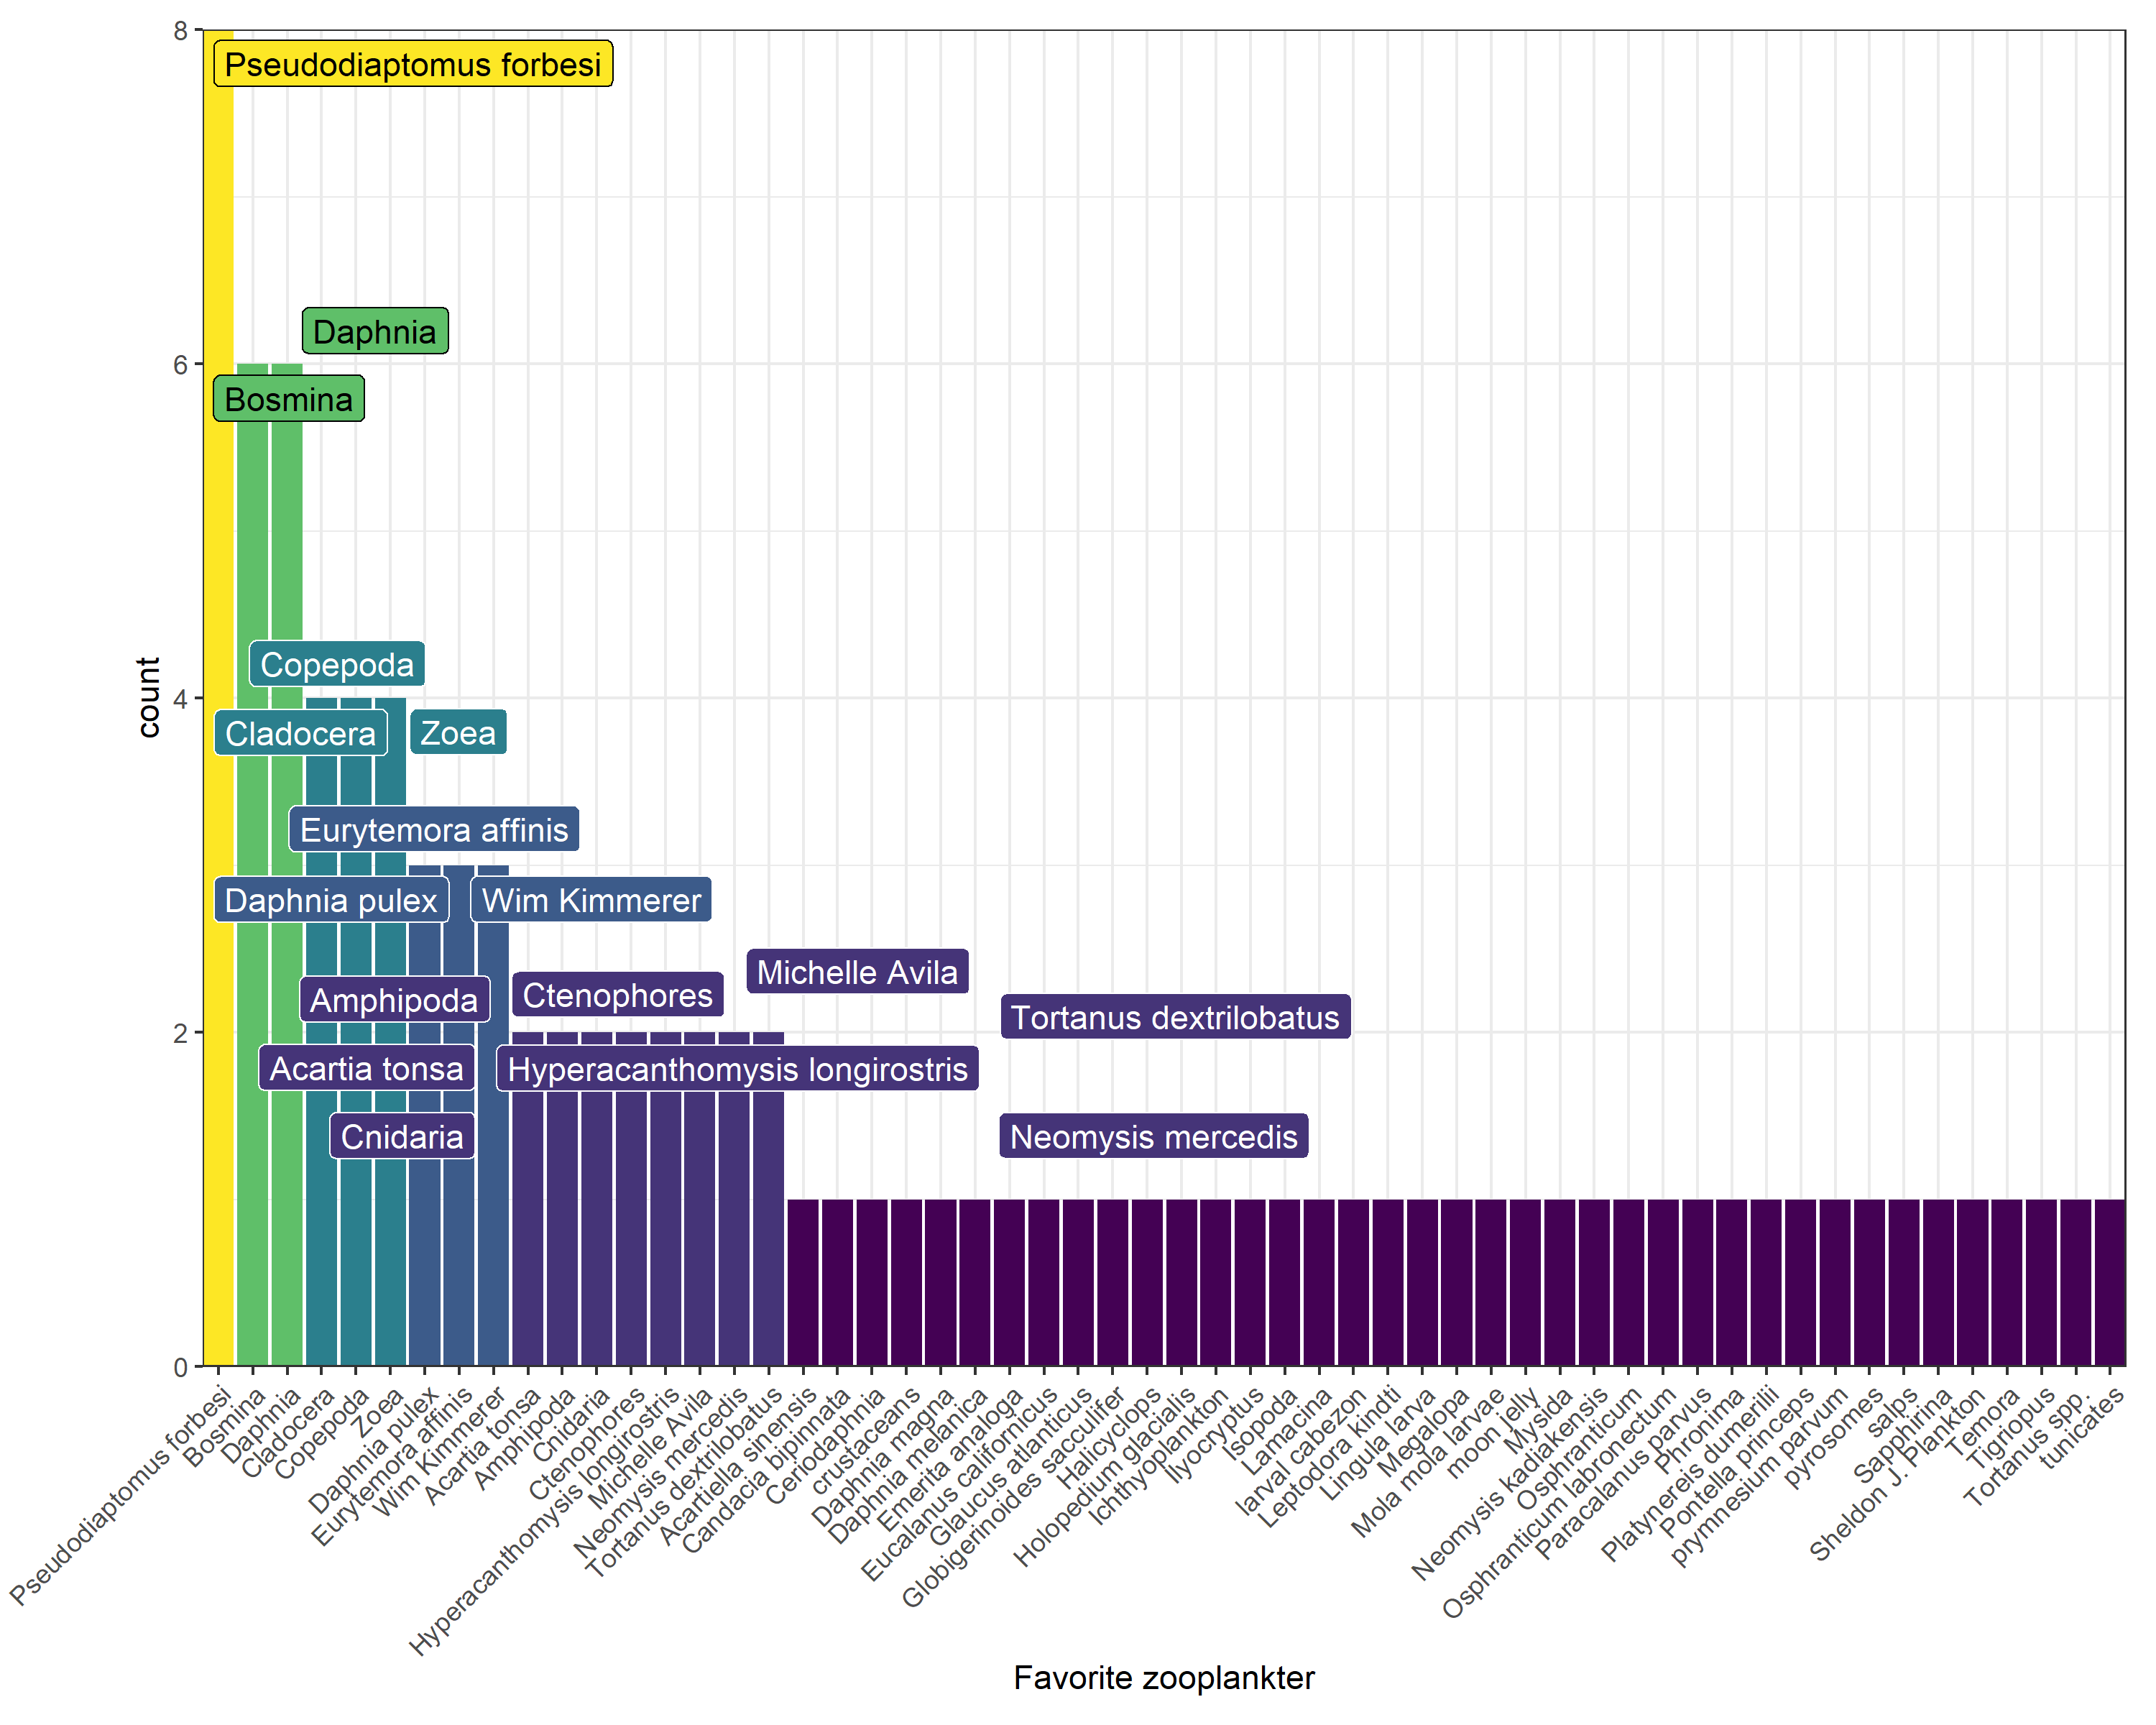 8
Pseudodiaptomus forbesi
Daphnia
6
Bosmina
Copepoda
4
Cladocera
Zoea
count
Eurytemora affinis
Daphnia pulex
Wim Kimmerer
Michelle Avila
Amphipoda
Ctenophores
Tortanus dextrilobatus
2
Acartia tonsa
Hyperacanthomysis longirostris
Cnidaria
Neomysis mercedis
0
Pseudodiaptomus forbesi
Bosmina
Daphnia
Cladocera
Copepoda
Zoea
Daphnia pulex
Eurytemora affinis
Wim Kimmerer
Acartia tonsa
Amphipoda
Cnidaria
Ctenophores
Hyperacanthomysis longirostris
Michelle Avila
Neomysis mercedis
Tortanus dextrilobatus
Acartiella sinensis
Candacia bipinnata
Ceriodaphnia
crustaceans
Daphnia magna
Daphnia melanica
Emerita analoga
Eucalanus californicus
Glaucus atlanticus
Globigerinoides sacculifer
Halicyclops
Holopedium glacialis
Ichthyoplankton
Ilyocryptus
Isopoda
Lamacina
larval cabezon
Leptodora kindti
Lingula larva
Megalopa
Mola mola larvae
moon jelly
Mysida
Neomysis kadiakensis
Osphranticum
Osphranticum labronectum
Paracalanus parvus
Phronima
Platynereis dumerilii
Pontella princeps
prymnesium parvum
pyrosomes
salps
Sapphirina
Sheldon J. Plankton
Temora
Tigriopus
Tortanus spp.
tunicates
Favorite zooplankter